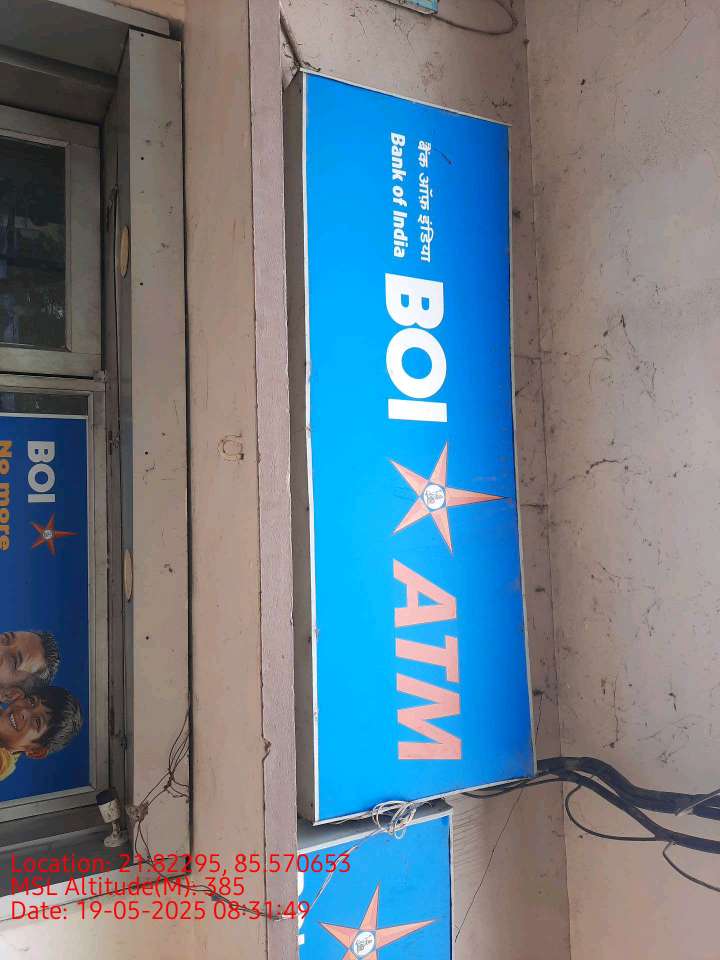 बैंक ऑफ़ इंडिया
Bank of India
BOI
ATM
BOI
No more
Location: 21.82295, 85.570653
MSL Altitude(M): 385
Date: 19-05-2025 08:31:49